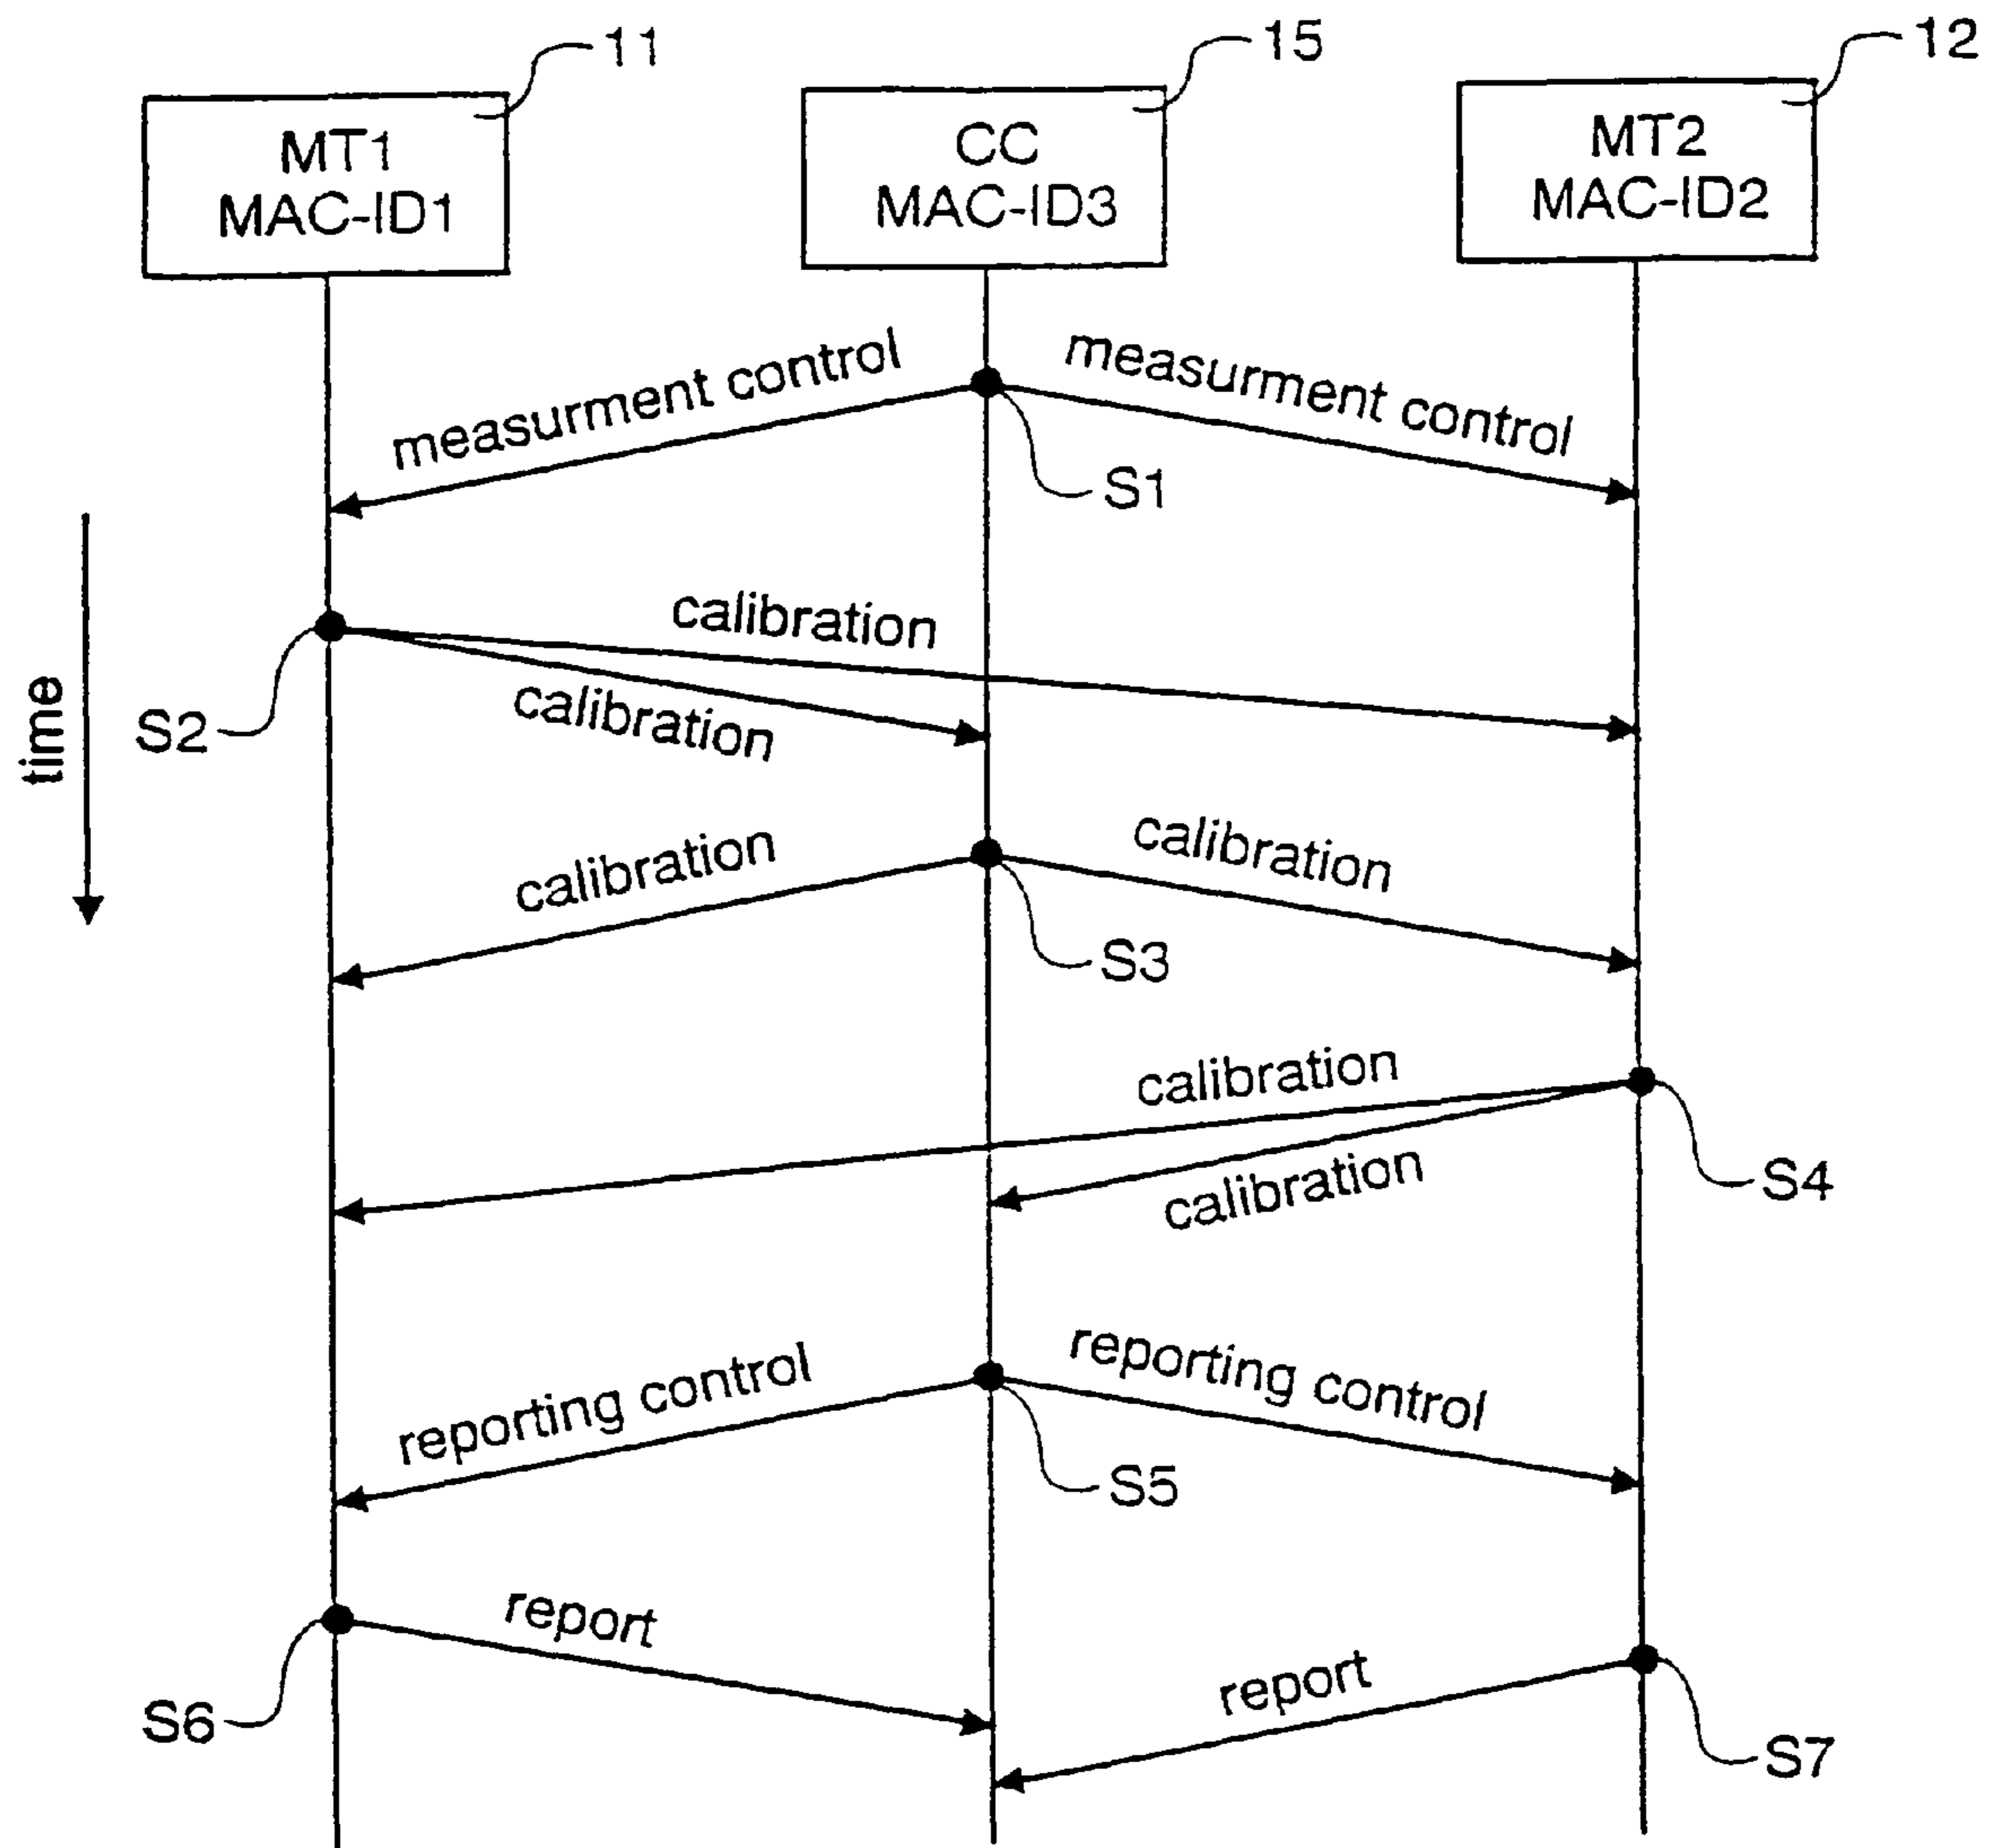 11
15
12
MT1
MAC-ID1
CC
MAC-ID3
MT2
MAC-ID2
measurment control
measurment control
S1
time
calibration
calibration
S2
calibration
calibration
S3
calibration
calibration
S4
reporting control
reporting control
S5
report
report
S6
S7